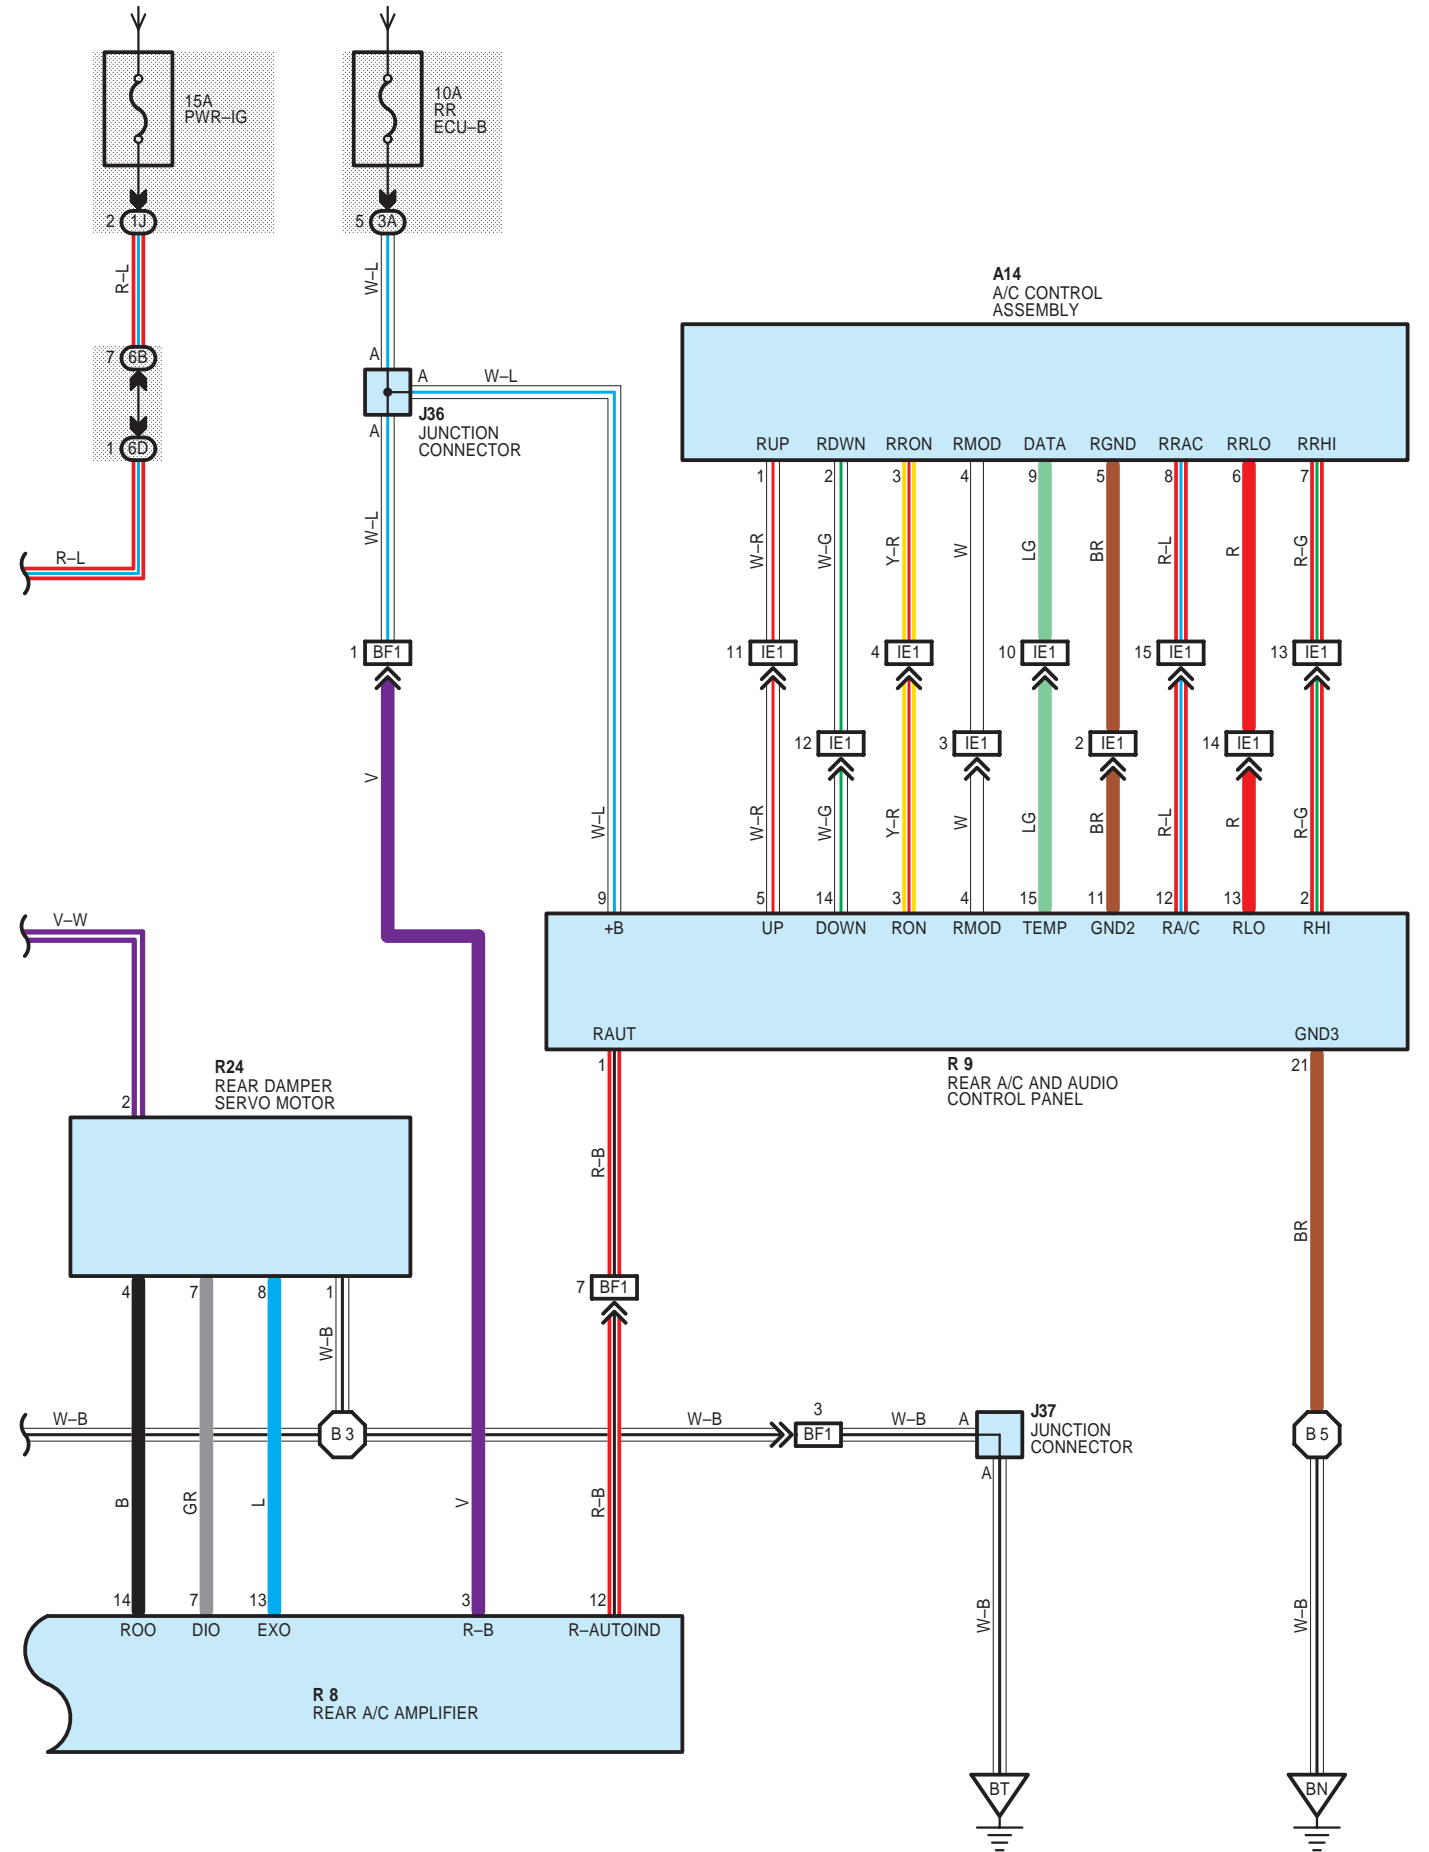 15A
PWR–IG
10A
RR
ECU–B
2 1J
5 3A
R–L
W–L
A14
A/C CONTROL
ASSEMBLY
7 6B
A
A W–L
J36
JUNCTION
CONNECTOR
A
1 6D
RUP RDWN RRON RMOD DATA RGND RRAC RRLO RRHI
1 2 3 4 9 5 8 6 7
W–L
R–L
W–R W–G Y–R W LG BR R–L R R–G
1 BF1
11 IE1 4 IE1 10 IE1 15 IE1 13 IE1
12 IE1 3 IE1 2 IE1 14 IE1
V
W–L W–R W–G Y–R W LG BR R–L R R–G
9 5 14 3 4 15 11 12 13 2
V–W
+B UP DOWN RON RMOD TEMP GND2 RA/C RLO RHI
RAUT GND3
1 21
R 9
REAR A/C AND AUDIO
CONTROL PANEL
R24
REAR DAMPER
SERVO MOTOR
2
R–B
BR
4 7 8 1
7 BF1
W–B
W–B
B 3
W–B
3
BF1
W–B A
J37
JUNCTION
CONNECTOR
A
B 5
B GR L V R–B
W–B W–B
14 7 13 3 12
ROO DIO EXO R–B R–AUTOIND
R 8
REAR A/C AMPLIFIER
BT BN